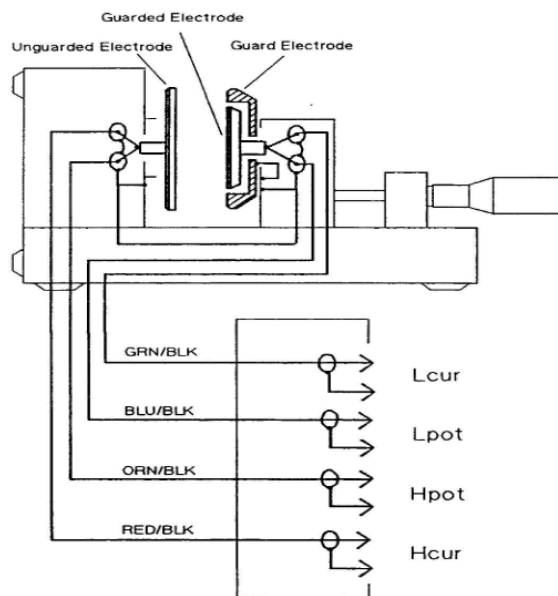 Guarded Electrode
Unguarded Electrode
Guard Electrode
GRN/BLK
Lcur
BLU/BLK
Lpot
ORN/BLK
Hpot
RED/BLK
Hcur